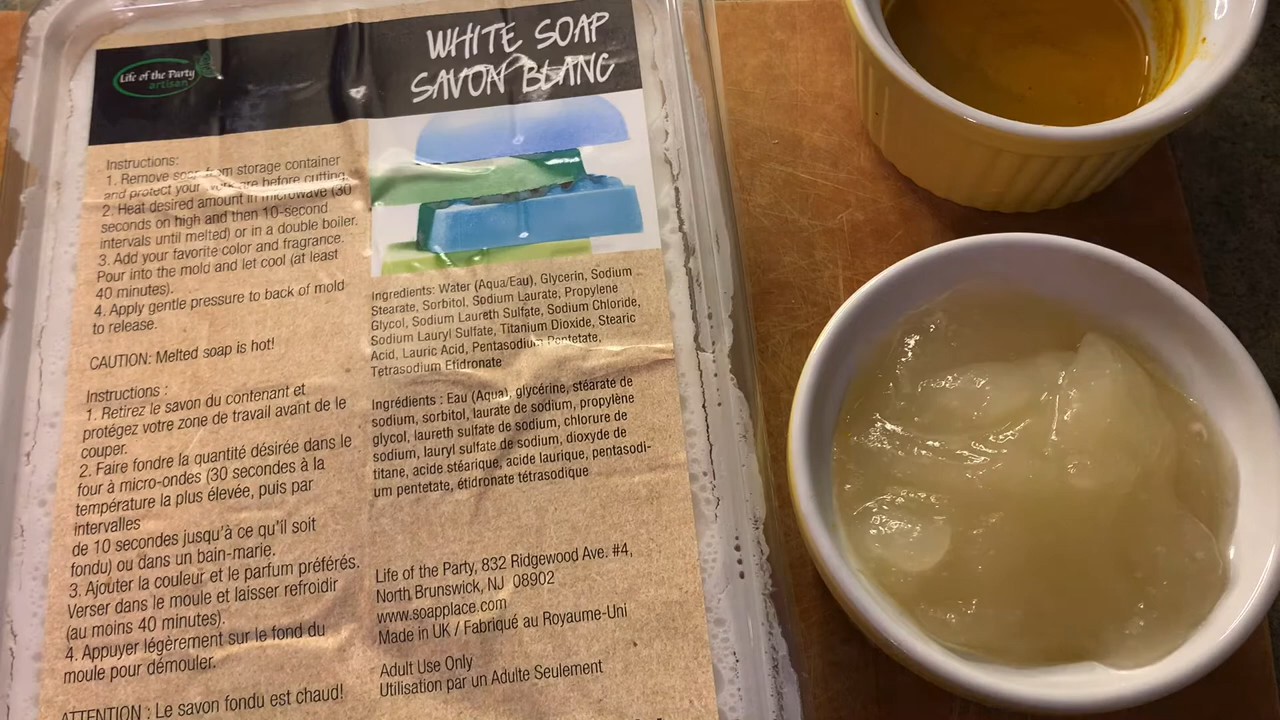 Life of the Party
artisan
WHITE SOAP
SAVON BLANC
Instructions:
1. Remove soap from storage container
and protect your work are before cutting.
2. Heat desired amount in microwave (30
seconds on high and then 10-second
intervals until melted) or in a double boiler.
3. Add your favorite color and fragrance.
Pour into the mold and let cool (at least
40 minutes).
4. Apply gentle pressure to back of mold
to release.
CAUTION: Melted soap is hot!
Instructions :
1. Retirez le savon du contenant et
protégez votre zone de travail avant de le
couper.
2. Faire fondre la quantité désirée dans le
four à micro-ondes (30 secondes à la
température la plus élevée, puis par
intervalles
de 10 secondes jusqu'à ce qu'il soit
fondu) ou dans un bain-marie.
3. Ajouter la couleur et le parfum préférés.
Verser dans le moule et laisser refroidir
(au moins 40 minutes).
4. Appuyer légèrement sur le fond du
moule pour démouler.
ATTENTION : Le savon fondu est chaud!
Ingredients: Water (Aqua/Eau), Glycerin, Sodium
Stearate, Sorbitol, Sodium Laurate, Propylene
Glycol, Sodium Laureth Sulfate, Sodium Chloride,
Sodium Lauryl Sulfate, Titanium Dioxide, Stearic
Acid, Lauric Acid, Pentasodium Pentetate,
Tetrasodium Etidronate
Ingrédients : Eau (Aqua), glycérine, stéarate de
sodium, sorbitol, laurate de sodium, propylène
glycol, laureth sulfate de sodium, chlorure de
sodium, lauryl sulfate de sodium, dioxyde de
titane, acide stéarique, acide laurique, pentasodi-
um pentetate, étidronate tétrasodique
Life of the Party, 832 Ridgewood Ave. #4,
North Brunswick, NJ 08902
www.soapplace.com
Made in UK / Fabriqué au Royaume-Uni
Adult Use Only
Utilisation par un Adulte Seulement